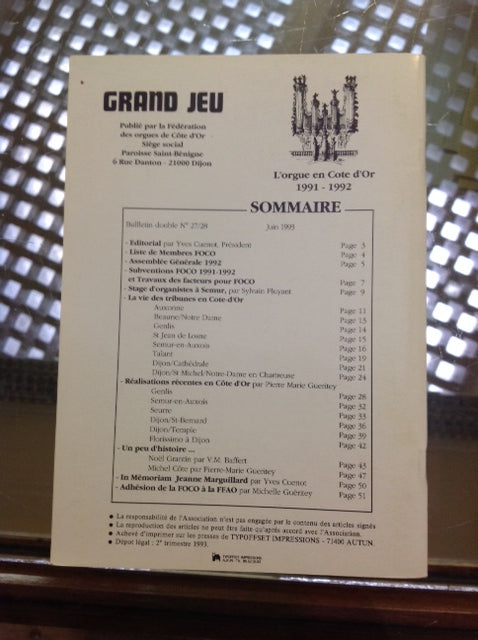 GRAND JEU
Publié par la Fédération
des orgues de Côte d'Or
Siège social
Paroisse Saint-Bénigne
6 Rue Danton - 21000 Dijon
L'orgue en Cote d'Or
1991 - 1992
SOMMAIRE
Bulletin double N° 27/28 Juin 1993
- Editorial par Yves Cuenot, Président Page 3
- Liste de Membres FOCO Page 4
- Assemblée Générale 1992 Page 5
- Subventions FOCO 1991-1992
et Travaux des facteurs pour FOCO Page 7
- Stage d'organistes à Semur, par Sylvain Pluyaut Page 9
- La vie des tribunes en Cote-d'Or
Auxonne Page 11
Beaune/Notre Dame Page 13
Genlis Page 14
St Jean de Losne Page 15
Semur-en-Auxois Page 16
Talant Page 19
Dijon/Cathédrale Page 21
Dijon/St Michel/Notre-Dame en Chartreuse Page 24
- Réalisations récentes en Côte d'Or par Pierre Marie Guéritey
Genlis Page 28
Semur-en-Auxois Page 32
Seurre Page 33
Dijon/St-Bernard Page 36
Dijon/Temple Page 39
Florissimo à Dijon Page 42
- Un peu d'histoire ...
Noël Grantin par V.M. Baffert Page 43
Michel Côte par Pierre-Marie Gueritey Page 47
- In Mémoriam Jeanne Marguillard par Yves Cuenot Page 50
- Adhésion de la FOCO à la FFAO par Michelle Guéritey Page 51
● La responsabilité de l'Association n'est pas engagée par le contenu des articles signés
● La reproduction des articles ne peut être faite qu'après accord avec l'Association.
● Achevé d'imprimer sur les presses de TYPOFFSET IMPRESSIONS - 71400 AUTUN.
● Dépot légal : 2e trimestre 1993.
TYPOFFSET IMPRESSIONS